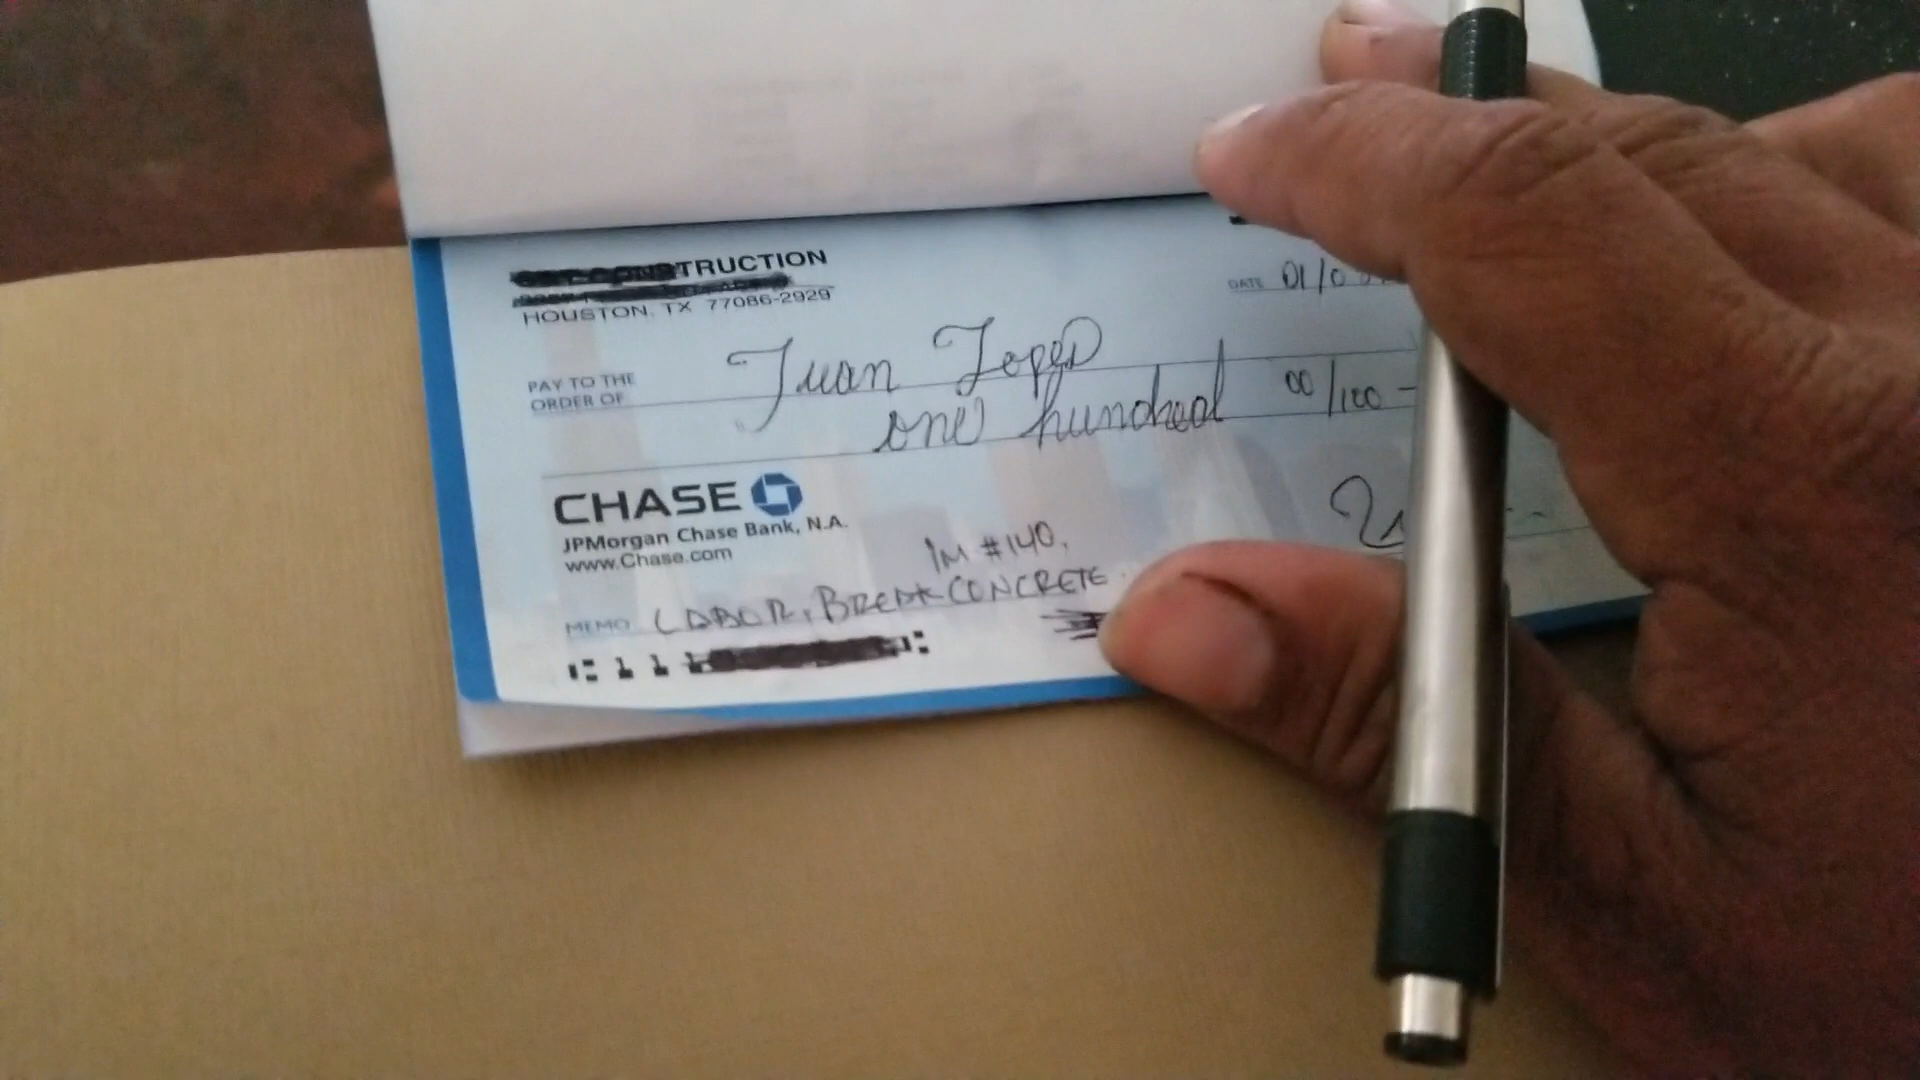 TRUCTION
HOUSTON, TX 77086-2929
DATE 01/0
PAY TO THE
ORDER OF
Juan Lopez
one hundred 00/100 -
CHASE
JPMorgan Chase Bank, N.A.
www.Chase.com
IM #140,
MEMO LABOR, BREAK CONCRETE.